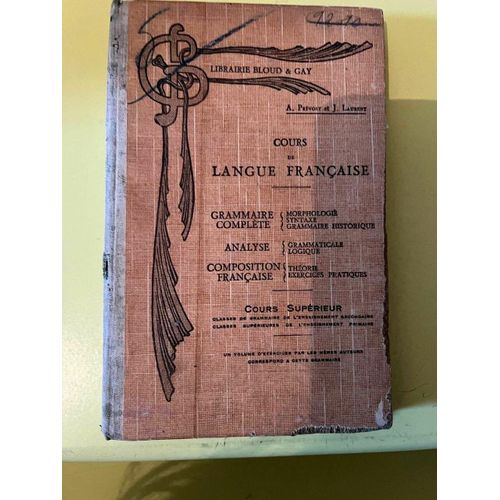 LIBRAIRIE BLOUD & GAY
A. Prévost et J. Laurent
COURS
DE
LANGUE FRANÇAISE
GRAMMAIRE COMPLÈTE { MORPHOLOGIE
SYNTAXE
GRAMMAIRE HISTORIQUE
ANALYSE { GRAMMATICALE
LOGIQUE
COMPOSITION FRANÇAISE { THÉORIE
EXERCICES PRATIQUES
Cours Supérieur
CLASSES DE GRAMMAIRE DE L'ENSEIGNEMENT SECONDAIRE
CLASSES SUPÉRIEURES DE L'ENSEIGNEMENT PRIMAIRE
UN VOLUME D'EXERCICES PAR LES MÊMES AUTEURS
CORRESPOND A CETTE GRAMMAIRE